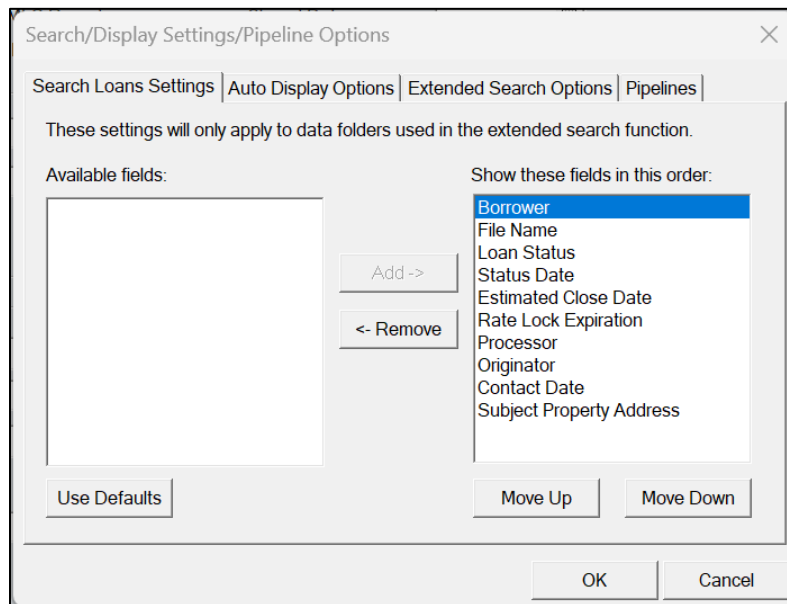 Search/Display Settings/Pipeline Options
Search Loans Settings
Auto Display Options
Extended Search Options
Pipelines
These settings will only apply to data folders used in the extended search function.
Available fields:
Show these fields in this order:
Borrower
File Name
Loan Status
Status Date
Estimated Close Date
Rate Lock Expiration
Processor
Originator
Contact Date
Subject Property Address
Add ->
<- Remove
Use Defaults
Move Up
Move Down
OK
Cancel